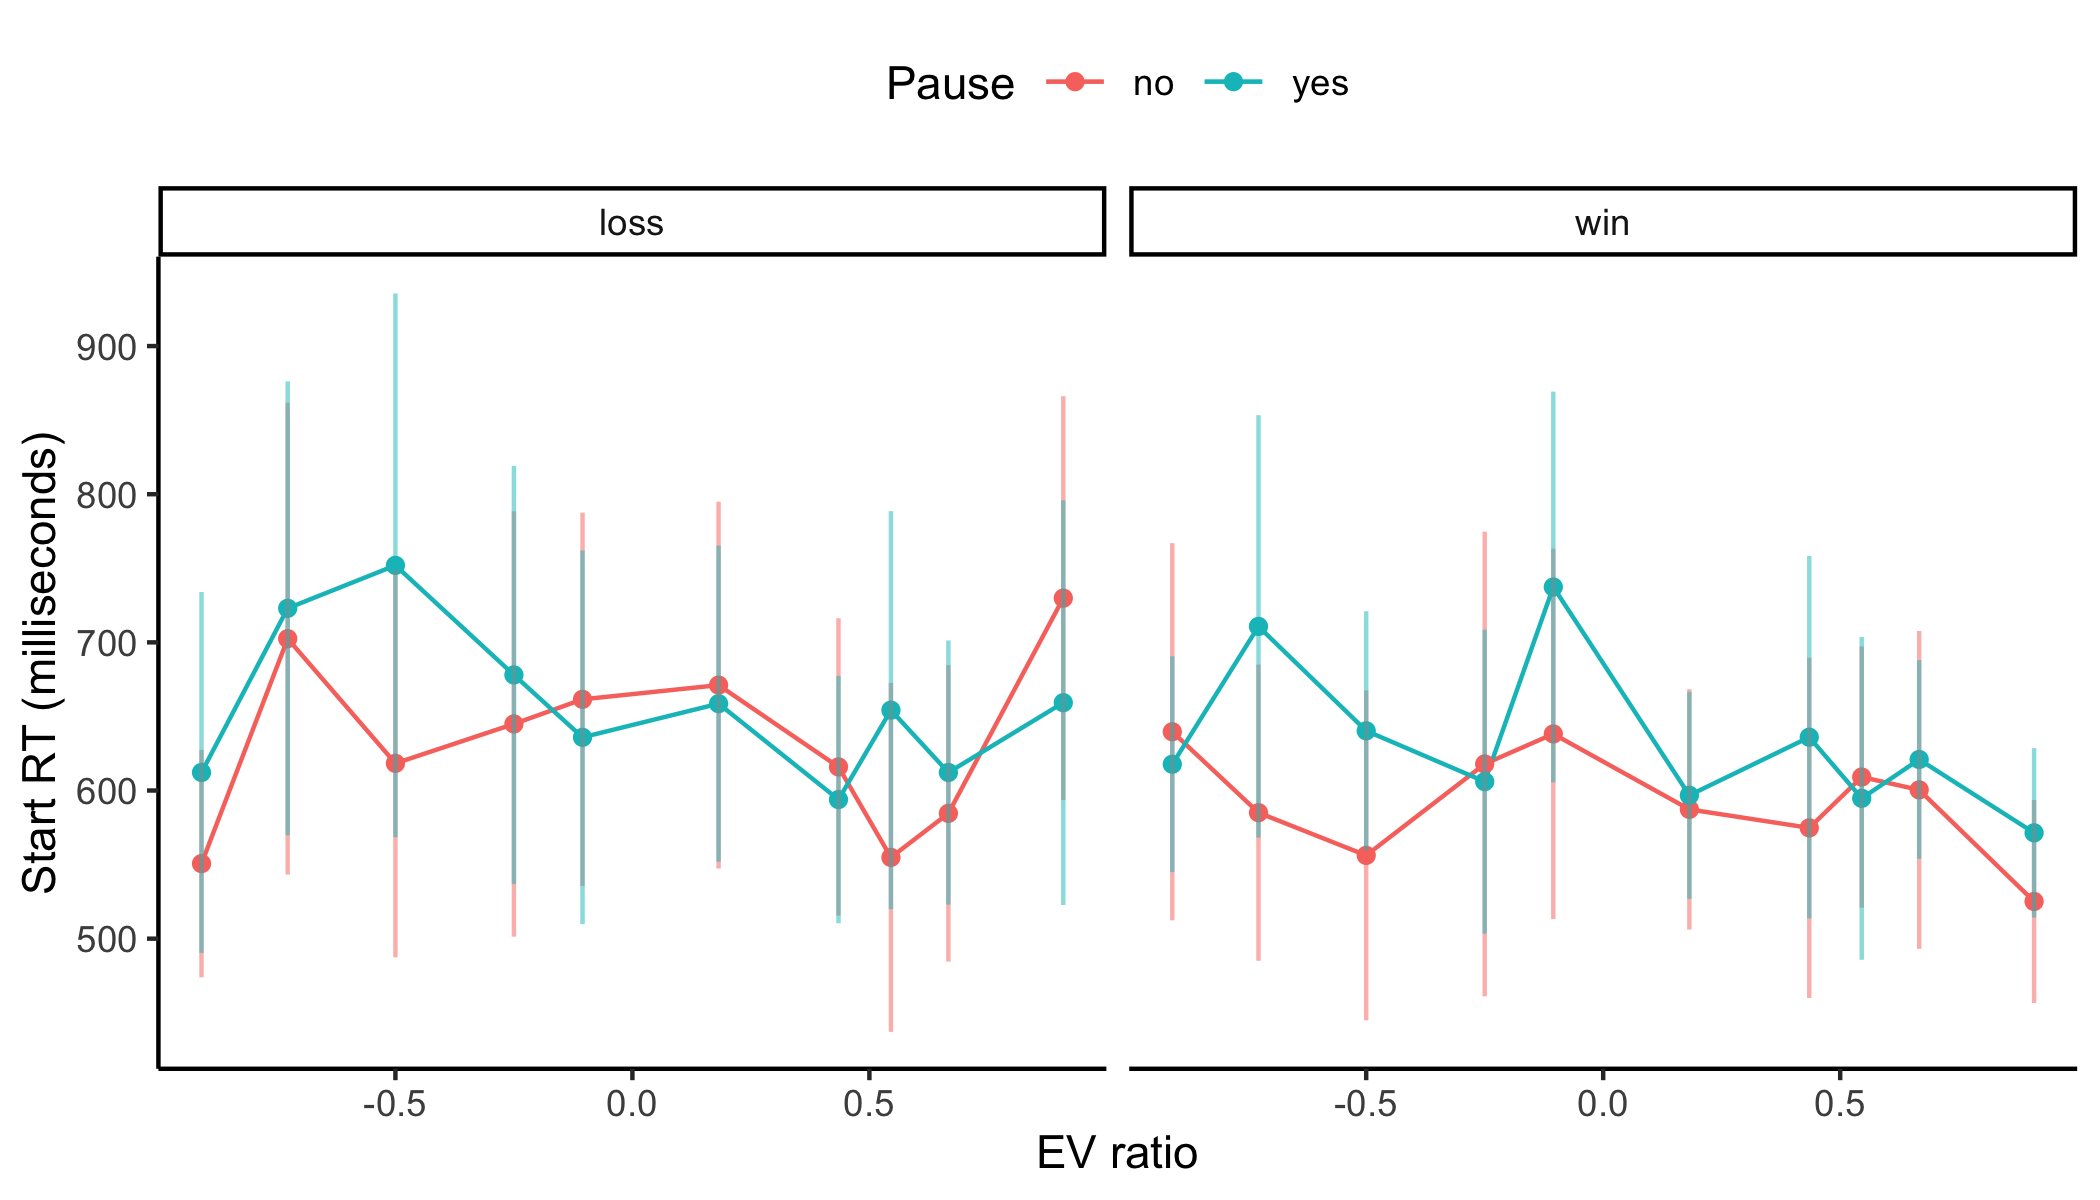 Pause no yes
loss win
900
800
700
600
500
Start RT (milliseconds)
-0.5 0.0 0.5 -0.5 0.0 0.5
EV ratio